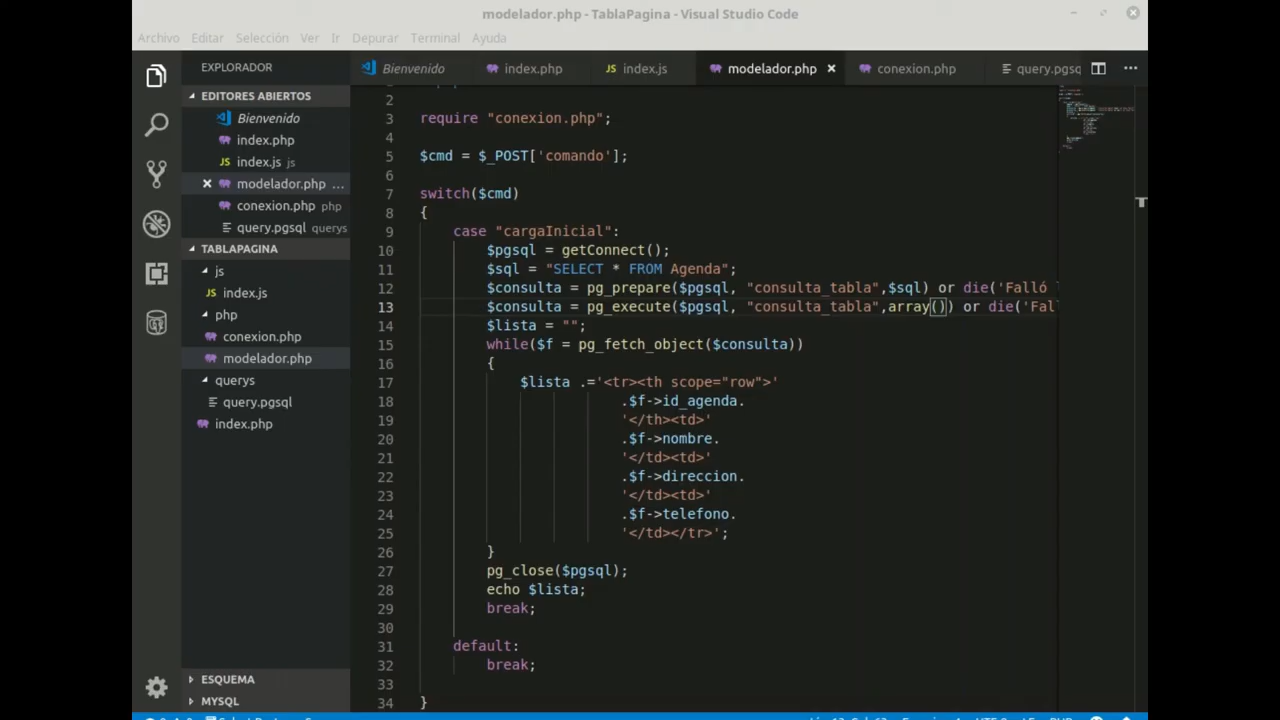 modelador.php - TablaPagina - Visual Studio Code
Archivo Editar Selección Ver Ir Depurar Terminal Ayuda
EXPLORADOR
EDITORES ABIERTOS
Bienvenido
index.php
index.js js
modelador.php ...
conexion.php php
query.pgsql querys
TABLAPAGINA
js
index.js
php
conexion.php
modelador.php
querys
query.pgsql
index.php
ESQUEMA
MYSQL
Bienvenido index.php index.js modelador.php conexion.php query.pgsq
2
3 require "conexion.php";
4
5 $cmd = $_POST['comando'];
6
7 switch($cmd)
8 {
9 case "cargaInicial":
10 $pgsql = getConnect();
11 $sql = "SELECT * FROM Agenda";
12 $consulta = pg_prepare($pgsql, "consulta_tabla",$sql) or die('Falló
13 $consulta = pg_execute($pgsql, "consulta_tabla",array()) or die('Fal
14 $lista = "";
15 while($f = pg_fetch_object($consulta))
16 {
17 $lista .='<tr><th scope="row">'
18 .$f->id_agenda.
19 '</th><td>'
20 .$f->nombre.
21 '</td><td>'
22 .$f->direccion.
23 '</td><td>'
24 .$f->telefono.
25 '</td></tr>';
26 }
27 pg_close($pgsql);
28 echo $lista;
29 break;
30
31 default:
32 break;
33
34 }